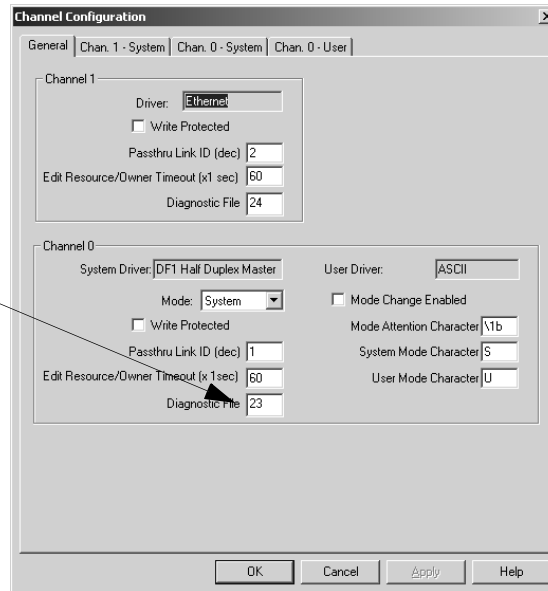 Channel Configuration
General Chan. 1 - System Chan. 0 - System Chan. 0 - User
Channel 1
Driver: Ethernet
Write Protected
Passthru Link ID (dec) 2
Edit Resource/Owner Timeout (x1 sec) 60
Diagnostic File 24
Channel 0
System Driver: DF1 Half Duplex Master
Mode: System
Write Protected
Passthru Link ID (dec) 1
Edit Resource/Owner Timeout (x 1sec) 60
Diagnostic File 23
User Driver: ASCII
Mode Change Enabled
Mode Attention Character \1b
System Mode Character S
User Mode Character U
OK Cancel Apply Help